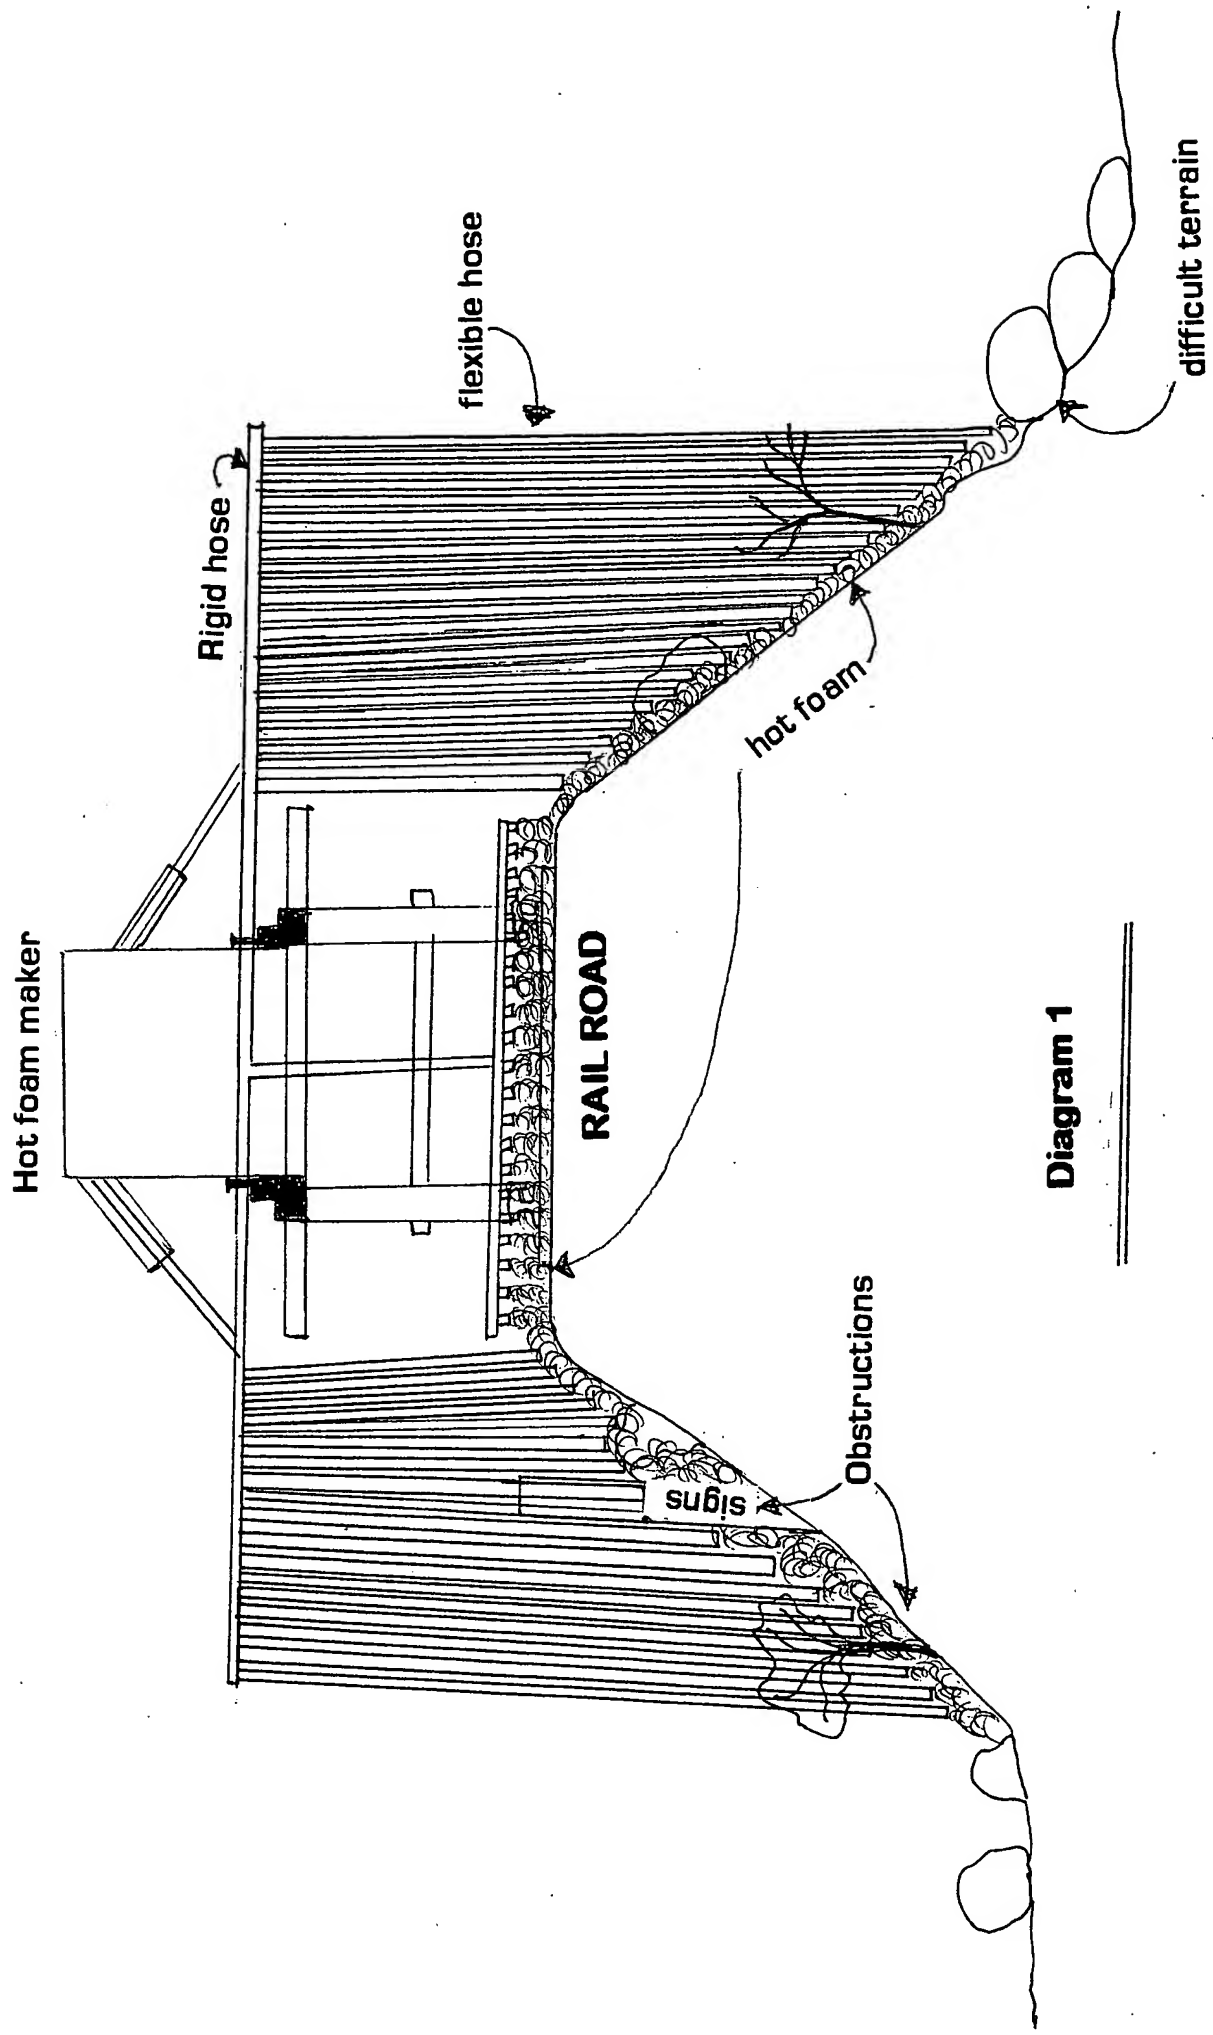 Hot foam maker
Rigid hose
flexible hose
RAIL ROAD
hot foam
signs
Obstructions
difficult terrain
Diagram 1